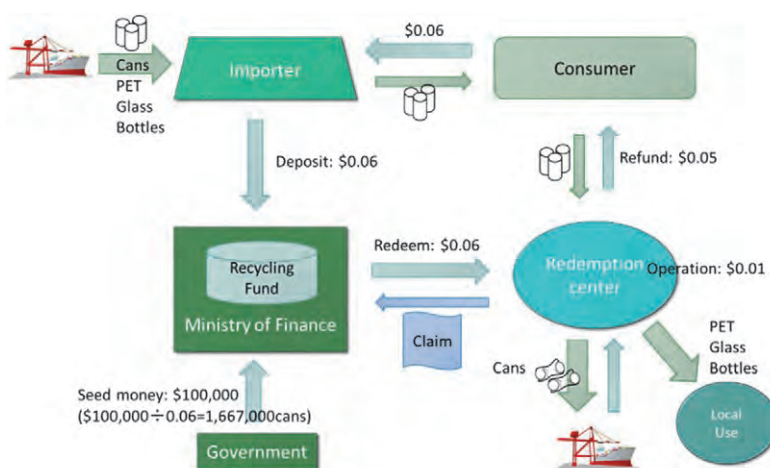 $0.06
Cans
PET
Glass
Bottles
Importer
Consumer
Deposit: $0.06
Refund: $0.05
Recycling
Fund
Ministry of Finance
Redeem: $0.06
Claim
Redemption
center
Operation: $0.01
Cans
PET
Glass
Bottles
Local
Use
Seed money: $100,000
($100,000÷0.06=1,667,000cans)
Government